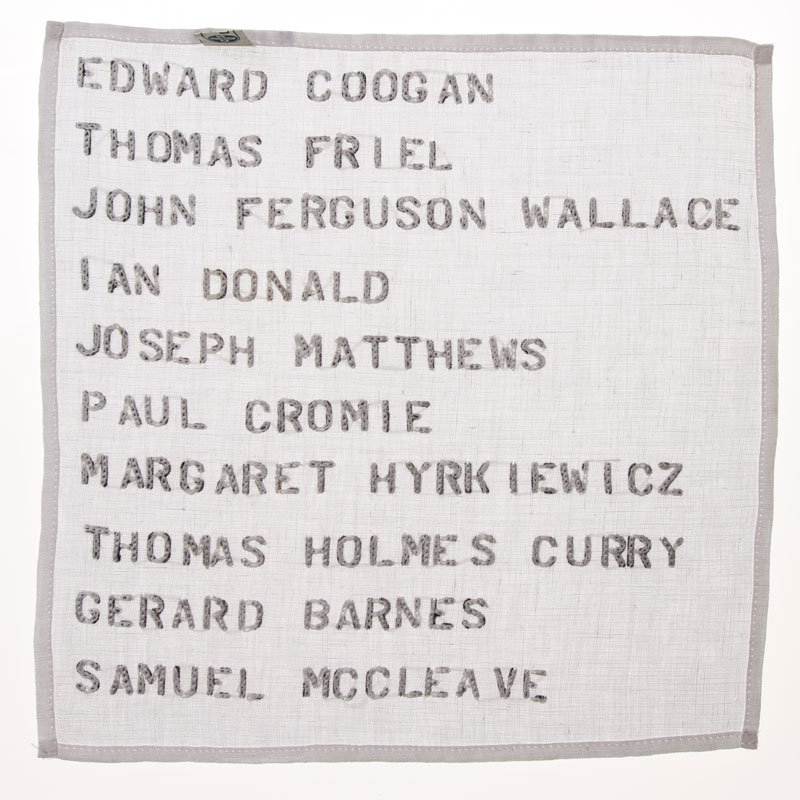 EDWARD COOGAN
THOMAS FRIEL
JOHN FERGUSON WALLACE
IAN DONALD
JOSEPH MATTHEWS
PAUL CROMIE
MARGARET HYRKIEWICZ
THOMAS HOLMES CURRY
GERARD BARNES
SAMUEL MCCLEAVE